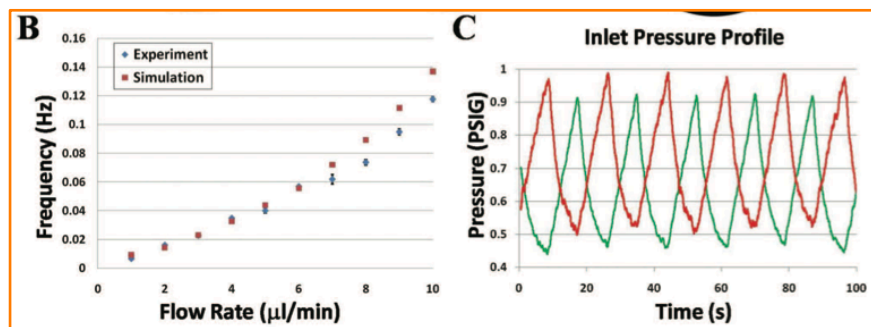 B
0.16
0.14
0.12
0.1
0.08
0.06
0.04
0.02
0
Frequency (Hz)
Experiment
Simulation
0 2 4 6 8 10
Flow Rate (µl/min)
C
Inlet Pressure Profile
1
0.9
0.8
0.7
0.6
0.5
0.4
Pressure (PSIG)
0 20 40 60 80 100
Time (s)